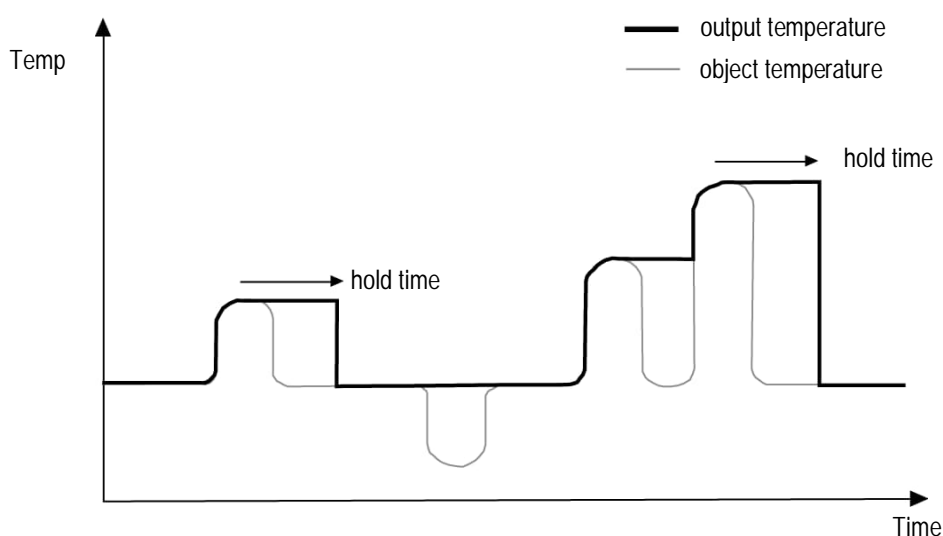 output temperature
Temp
object temperature
hold time
hold time
Time